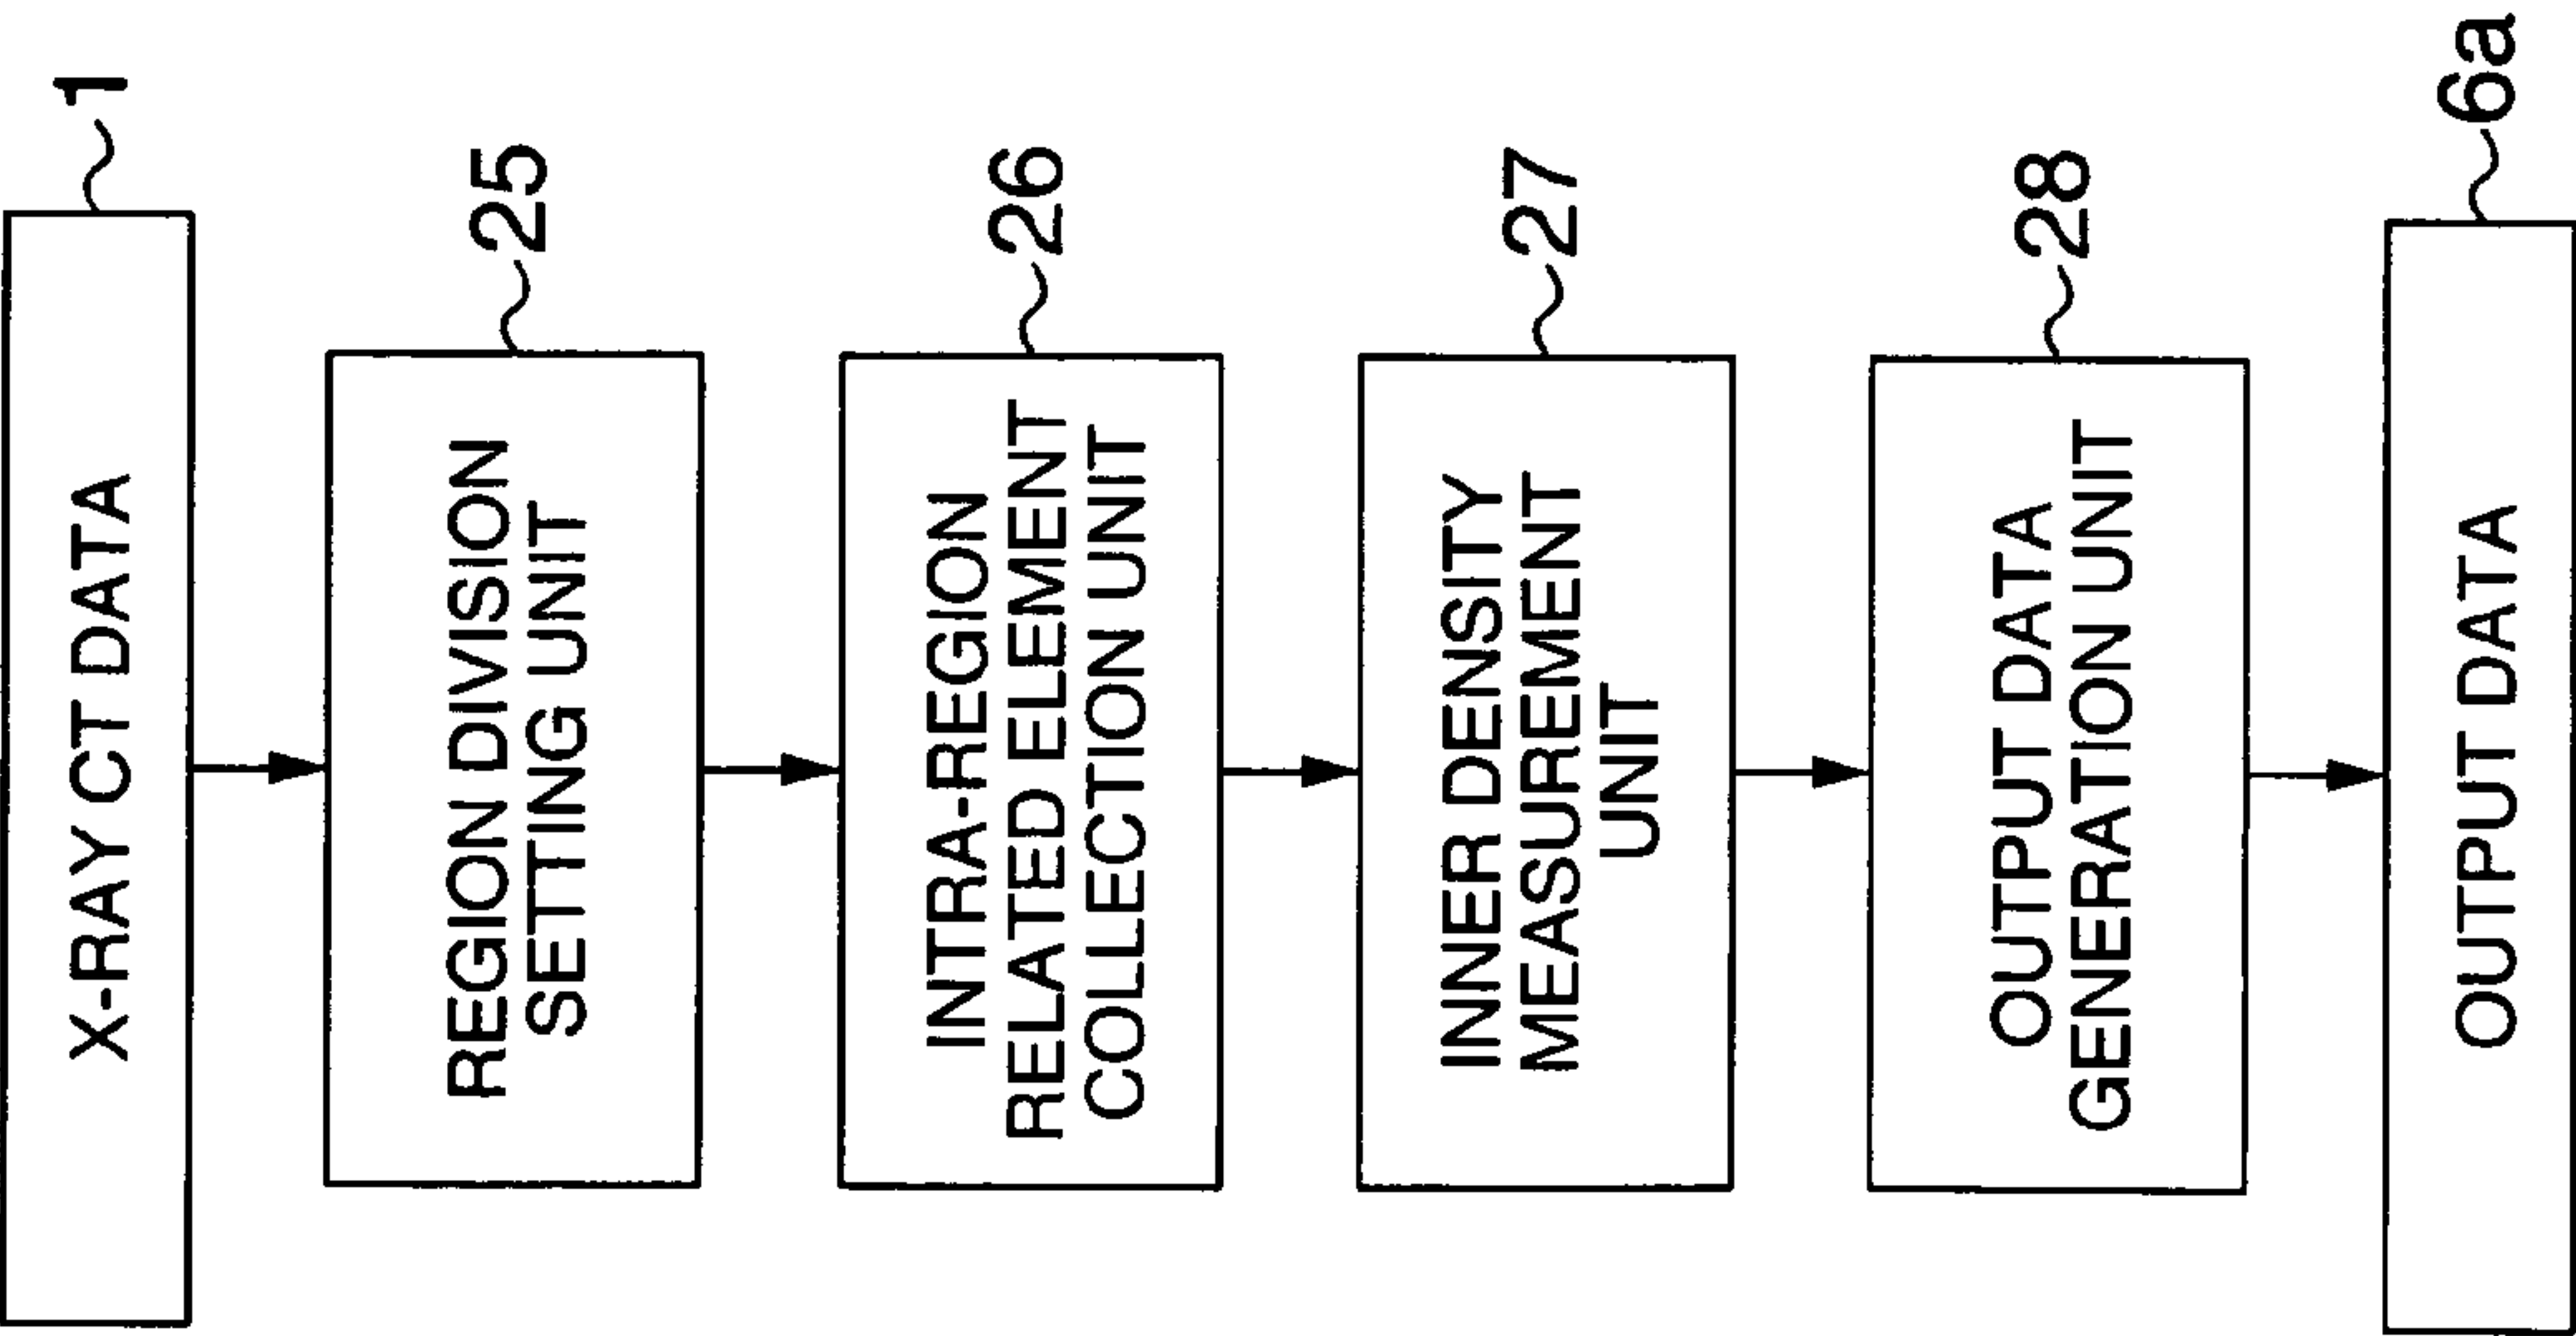 X-RAY CT DATA
1
REGION DIVISION
SETTING UNIT
25
INTRA-REGION
RELATED ELEMENT
COLLECTION UNIT
26
INNER DENSITY
MEASUREMENT
UNIT
27
OUTPUT DATA
GENERATION UNIT
28
OUTPUT DATA
6a